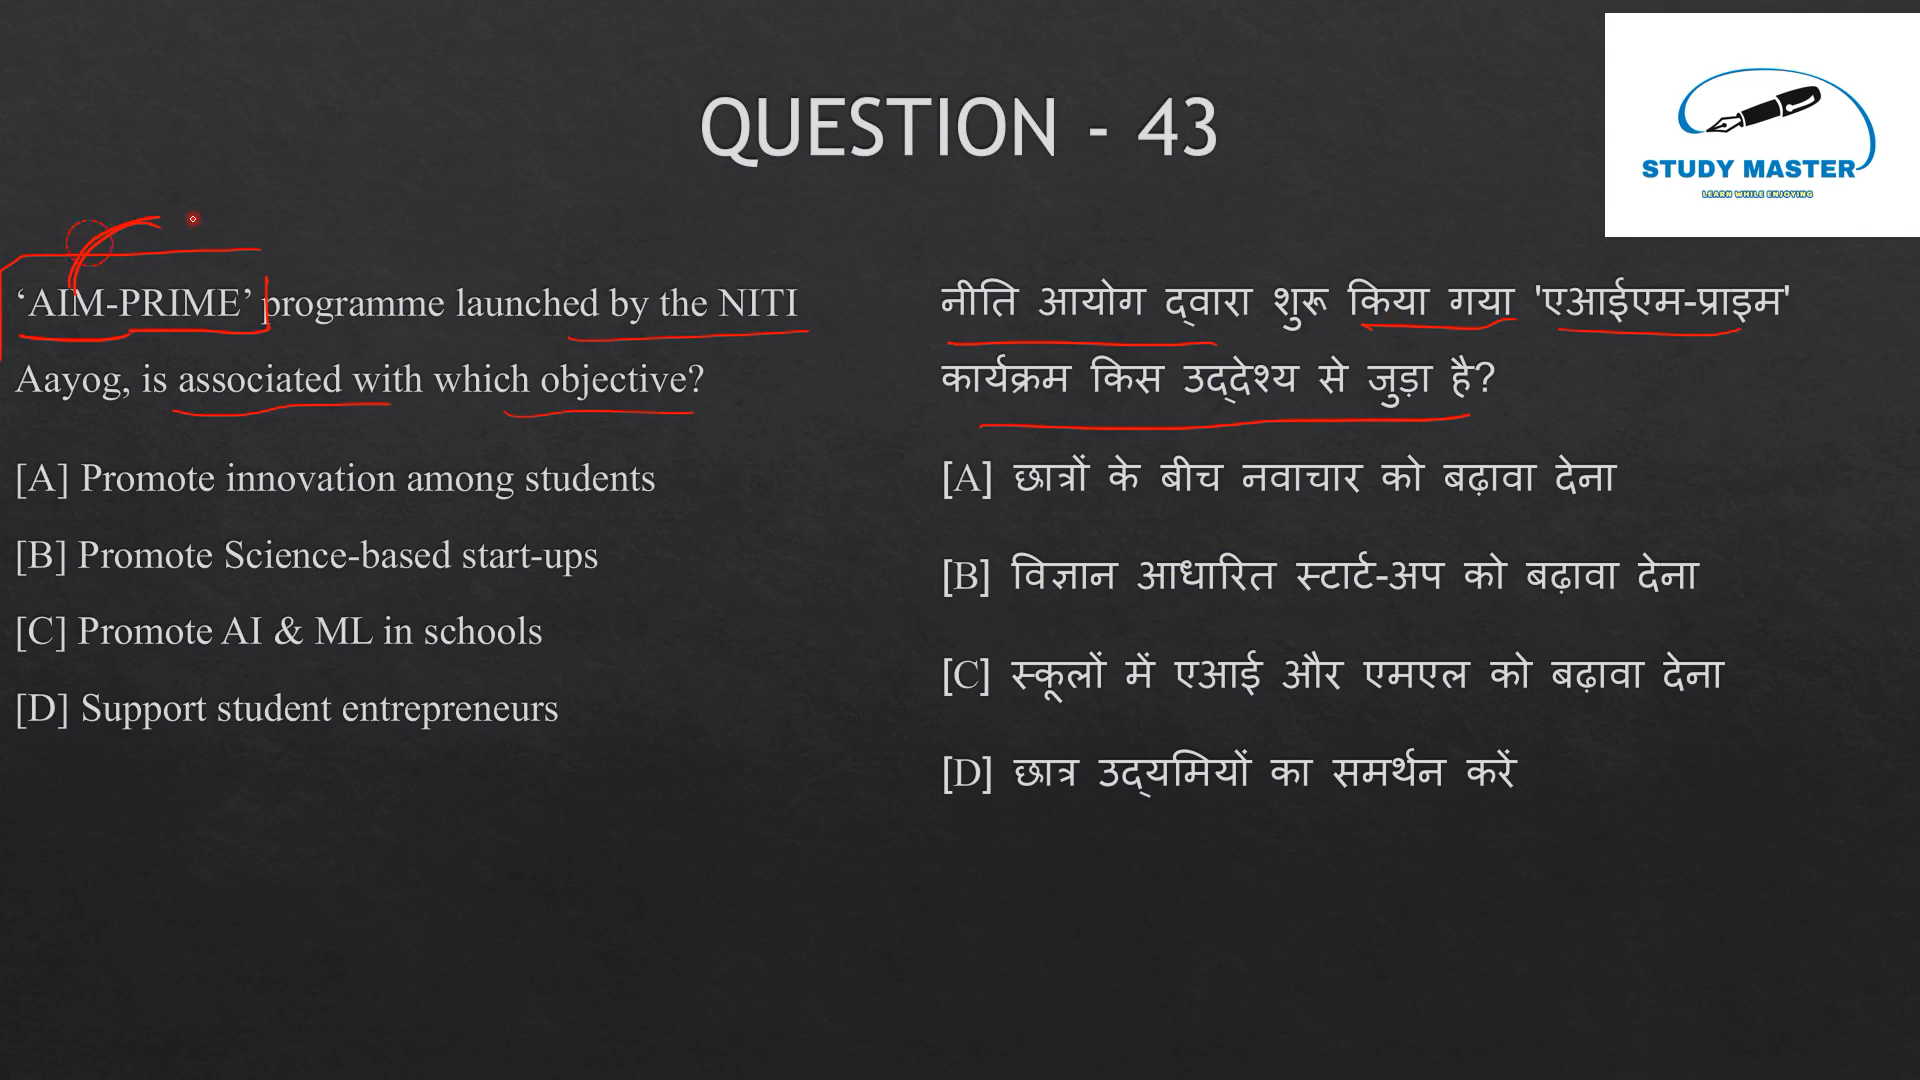 QUESTION - 43
STUDY MASTER
LEARN WHILE ENJOYING
‘AIM-PRIME’ programme launched by the NITI
Aayog, is associated with which objective?
[A] Promote innovation among students
[B] Promote Science-based start-ups
[C] Promote AI & ML in schools
[D] Support student entrepreneurs
नीति आयोग द्वारा शुरू किया गया 'एआईएम-प्राइम'
कार्यक्रम किस उद्देश्य से जुड़ा है?
[A] छात्रों के बीच नवाचार को बढ़ावा देना
[B] विज्ञान आधारित स्टार्ट-अप को बढ़ावा देना
[C] स्कूलों में एआई और एमएल को बढ़ावा देना
[D] छात्र उद्यमियों का समर्थन करें